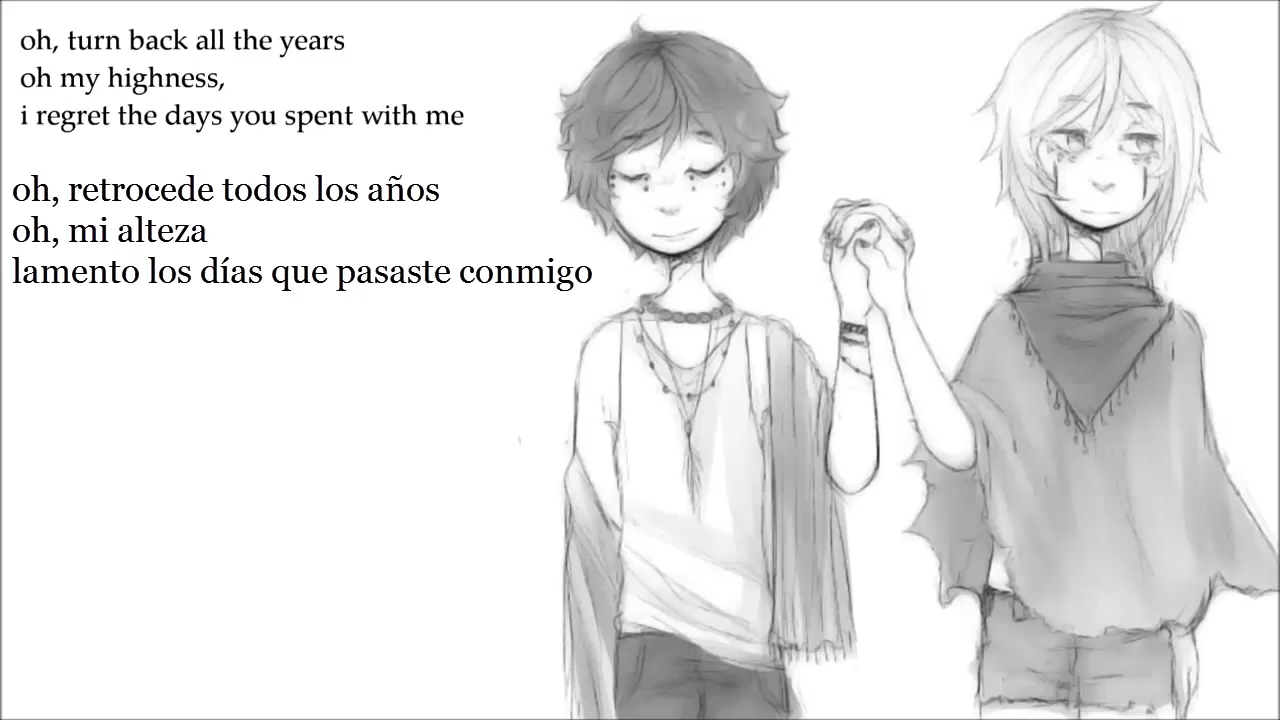 oh, turn back all the years
oh my highness,
i regret the days you spent with me
oh, retrocede todos los años
oh, mi alteza
lamento los días que pasaste conmigo